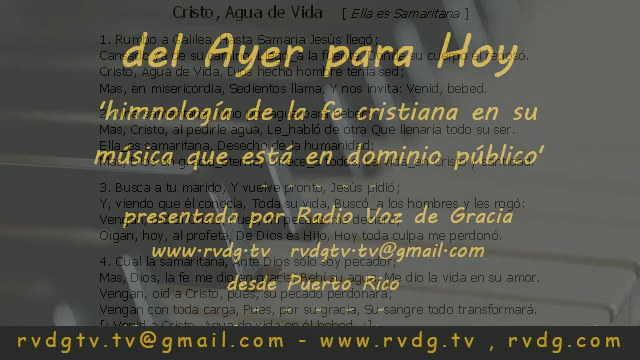 Cristo, Agua de Vida [ Ella es Samaritana ]
1. Rumbo a Galilea, Hasta Samaria Jesús llegó;
del Ayer para Hoy
Cristo, Agua de Vida, Dios hecho hombre tenía sed;
Mas, en misericordia, Sedientos llama, Y nos invita: Venid, bebed.
‘himnología de la fe cristiana en su
Mas, Cristo, al pedirle agua, Le_habló de otra Que llenaría todo su ser.
Ella es samaritana, Desecho de la humanidad;
música que está en dominio público‘
3. Busca a tu marido, Y vuelve pronto, Jesús pidió;
Y, viendo que él conocía, Toda su vida, Buscó a los hombres y les rogó:
presentada por Radio Voz de Gracia
Oigan, hoy, al profeta, De Dios es Hijo, Hoy toda culpa me perdonó.
www.rvdg.tv rvdgtv.tv@gmail.com
4. Cual la samaritana, Ante Dios sólo soy pecador;
desde Puerto Rico
Mas, Dios, la fe me dio en gracia, Bebí su agua, Me dio la vida en su amor.
Vengan, oid a Cristo, pues, su pecado perdonará;
Vengan con toda carga, Pues, por su gracia, Su sangre todo transformará.
rvdgtv.tv@gmail.com - www.rvdg.tv , rvdg.com